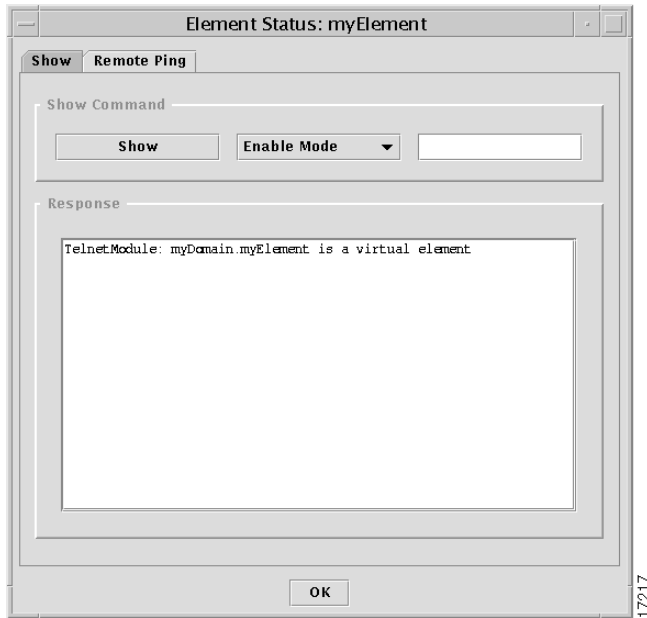 Element Status: myElement
Show Remote Ping
Show Command
Show Enable Mode
Response
TelnetModule: myDomain.myElement is a virtual element
OK
17217